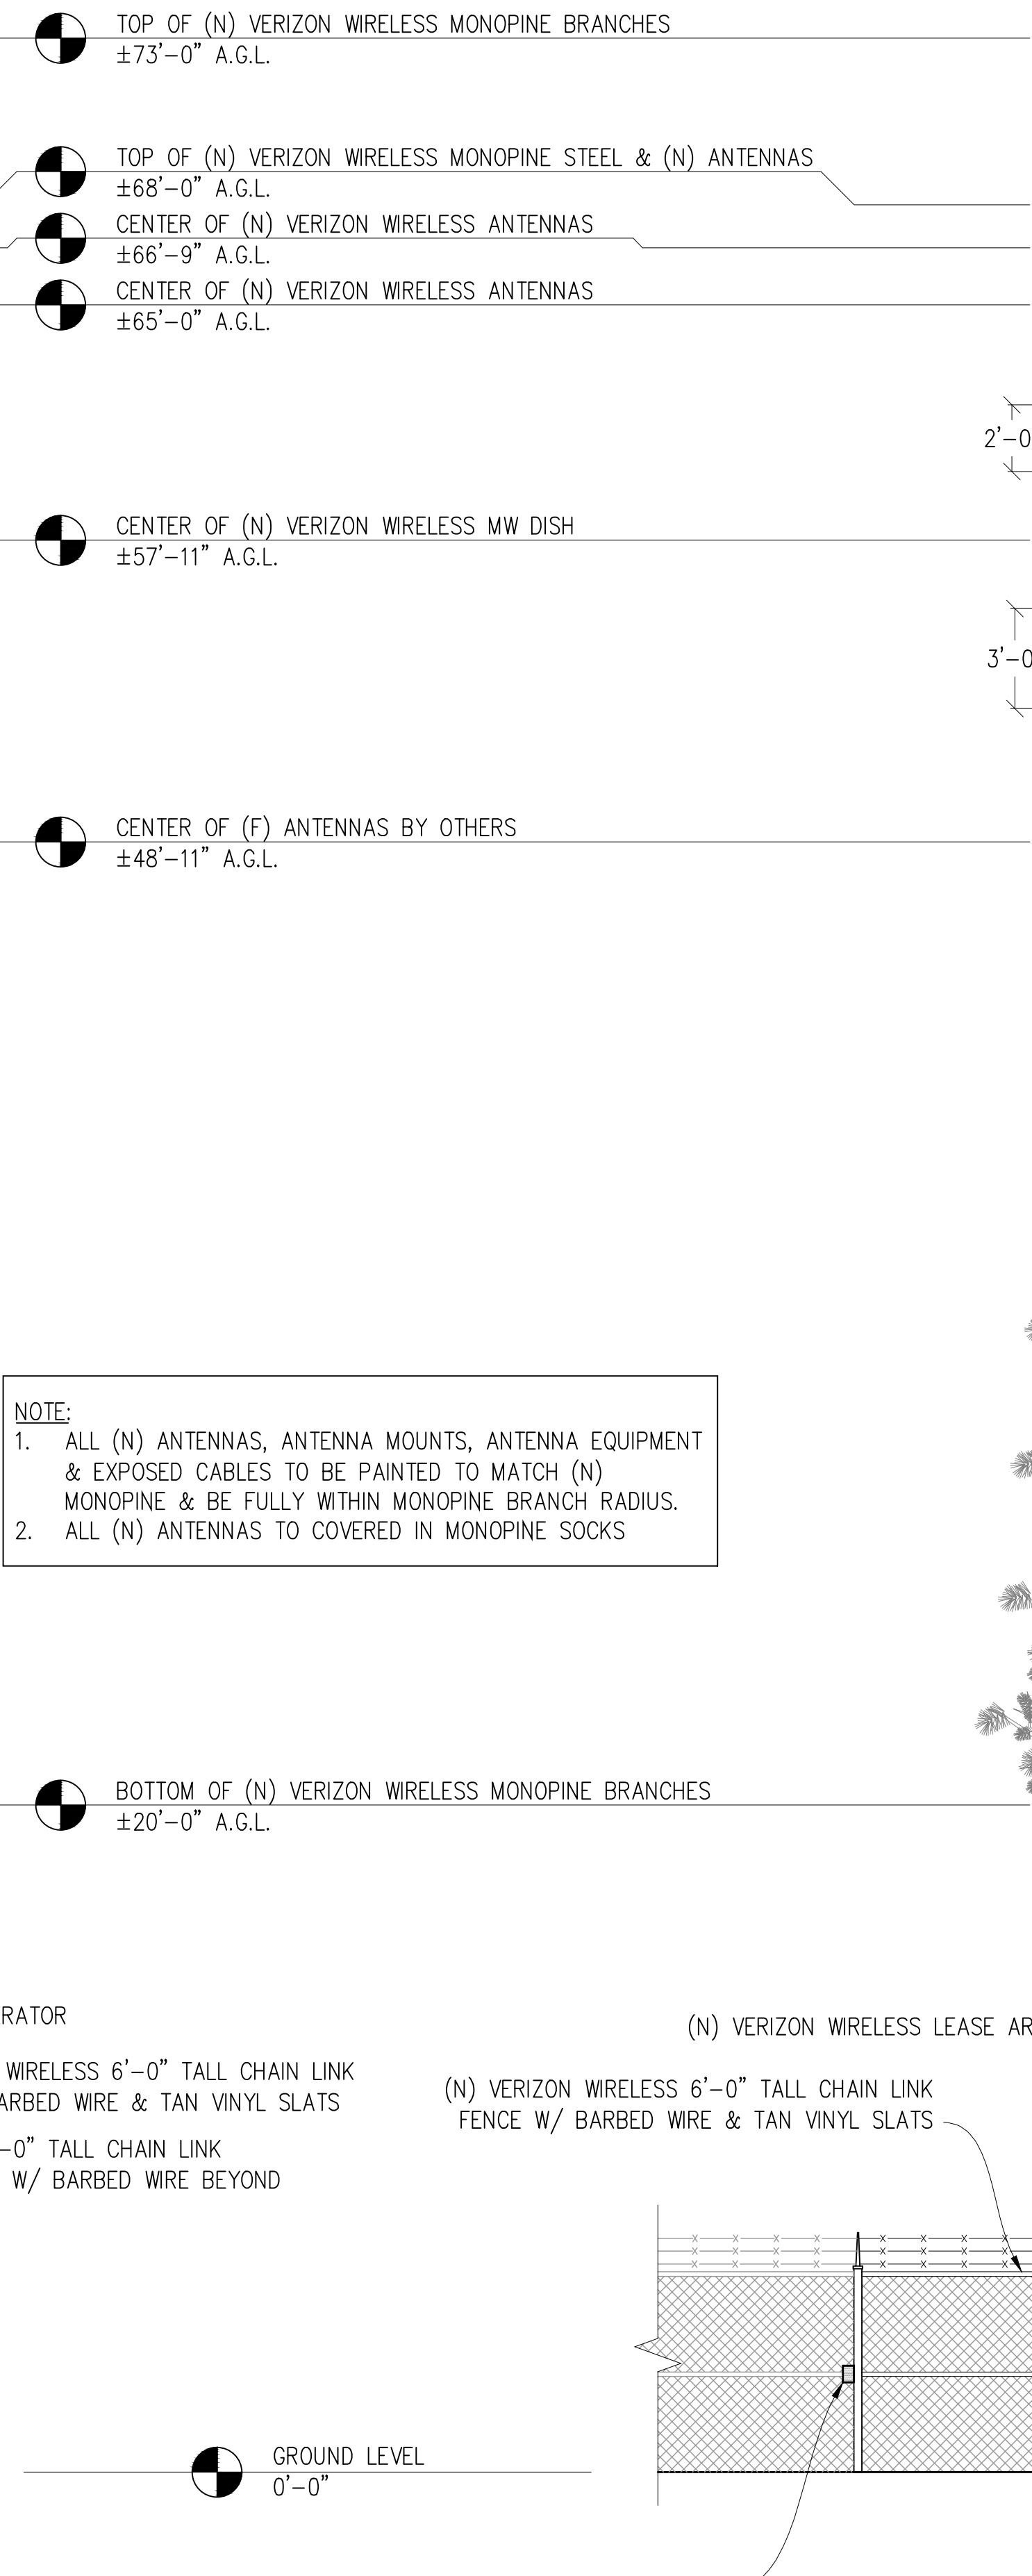 TOP OF (N) VERIZON WIRELESS MONOPINE BRANCHES
±73'-0" A.G.L.
TOP OF (N) VERIZON WIRELESS MONOPINE STEEL & (N) ANTENNAS
±68'-0" A.G.L.
CENTER OF (N) VERIZON WIRELESS ANTENNAS
±66'-9" A.G.L.
CENTER OF (N) VERIZON WIRELESS ANTENNAS
±65'-0" A.G.L.
2'-0
CENTER OF (N) VERIZON WIRELESS MW DISH
±57'-11" A.G.L.
3'-0
CENTER OF (F) ANTENNAS BY OTHERS
±48'-11" A.G.L.
NOTE:
1. ALL (N) ANTENNAS, ANTENNA MOUNTS, ANTENNA EQUIPMENT
& EXPOSED CABLES TO BE PAINTED TO MATCH (N)
MONOPINE & BE FULLY WITHIN MONOPINE BRANCH RADIUS.
2. ALL (N) ANTENNAS TO COVERED IN MONOPINE SOCKS
BOTTOM OF (N) VERIZON WIRELESS MONOPINE BRANCHES
±20'-0" A.G.L.
RATOR
WIRELESS 6'-0" TALL CHAIN LINK
ARBED WIRE & TAN VINYL SLATS
-0" TALL CHAIN LINK
W/ BARBED WIRE BEYOND
(N) VERIZON WIRELESS LEASE AR
(N) VERIZON WIRELESS 6'-0" TALL CHAIN LINK
FENCE W/ BARBED WIRE & TAN VINYL SLATS
GROUND LEVEL
0'-0"